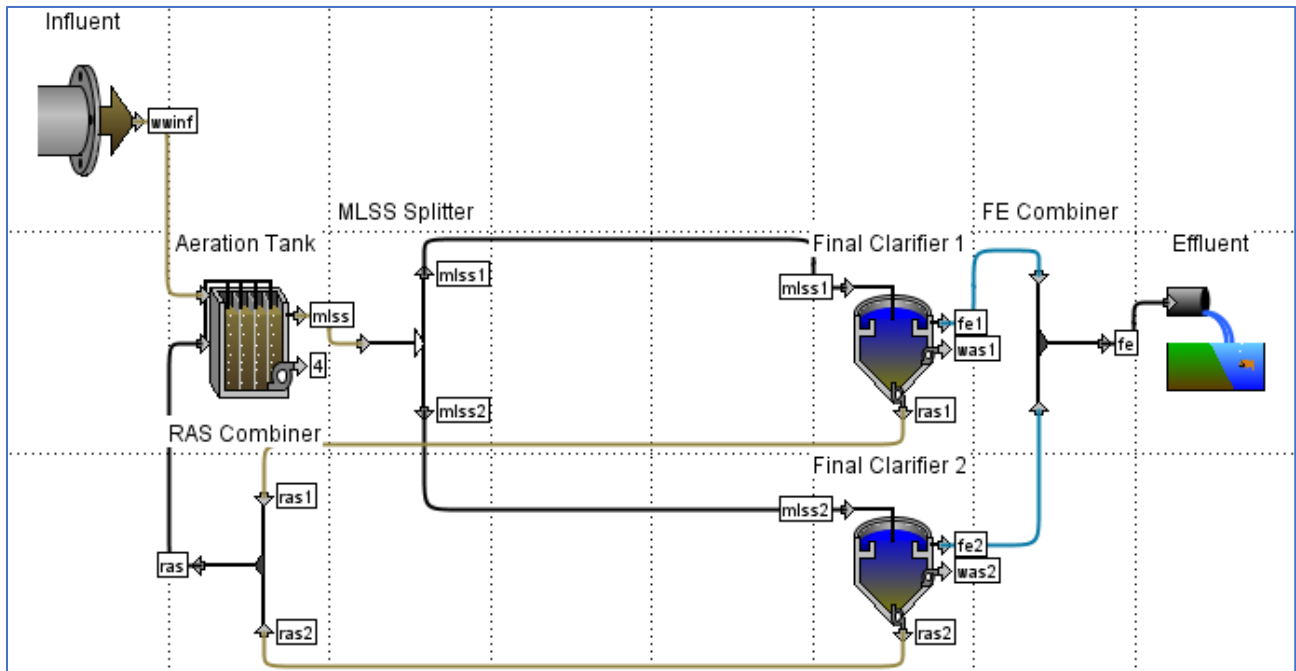 Influent
wwinf
MLSS Splitter
FE Combiner
Aeration Tank
Final Clarifier 1
Effluent
mlss1
mlss1
mlss
fe1
fe
was1
4
mlss2
ras1
RAS Combiner
Final Clarifier 2
ras1
mlss2
fe2
ras
was2
ras2
ras2